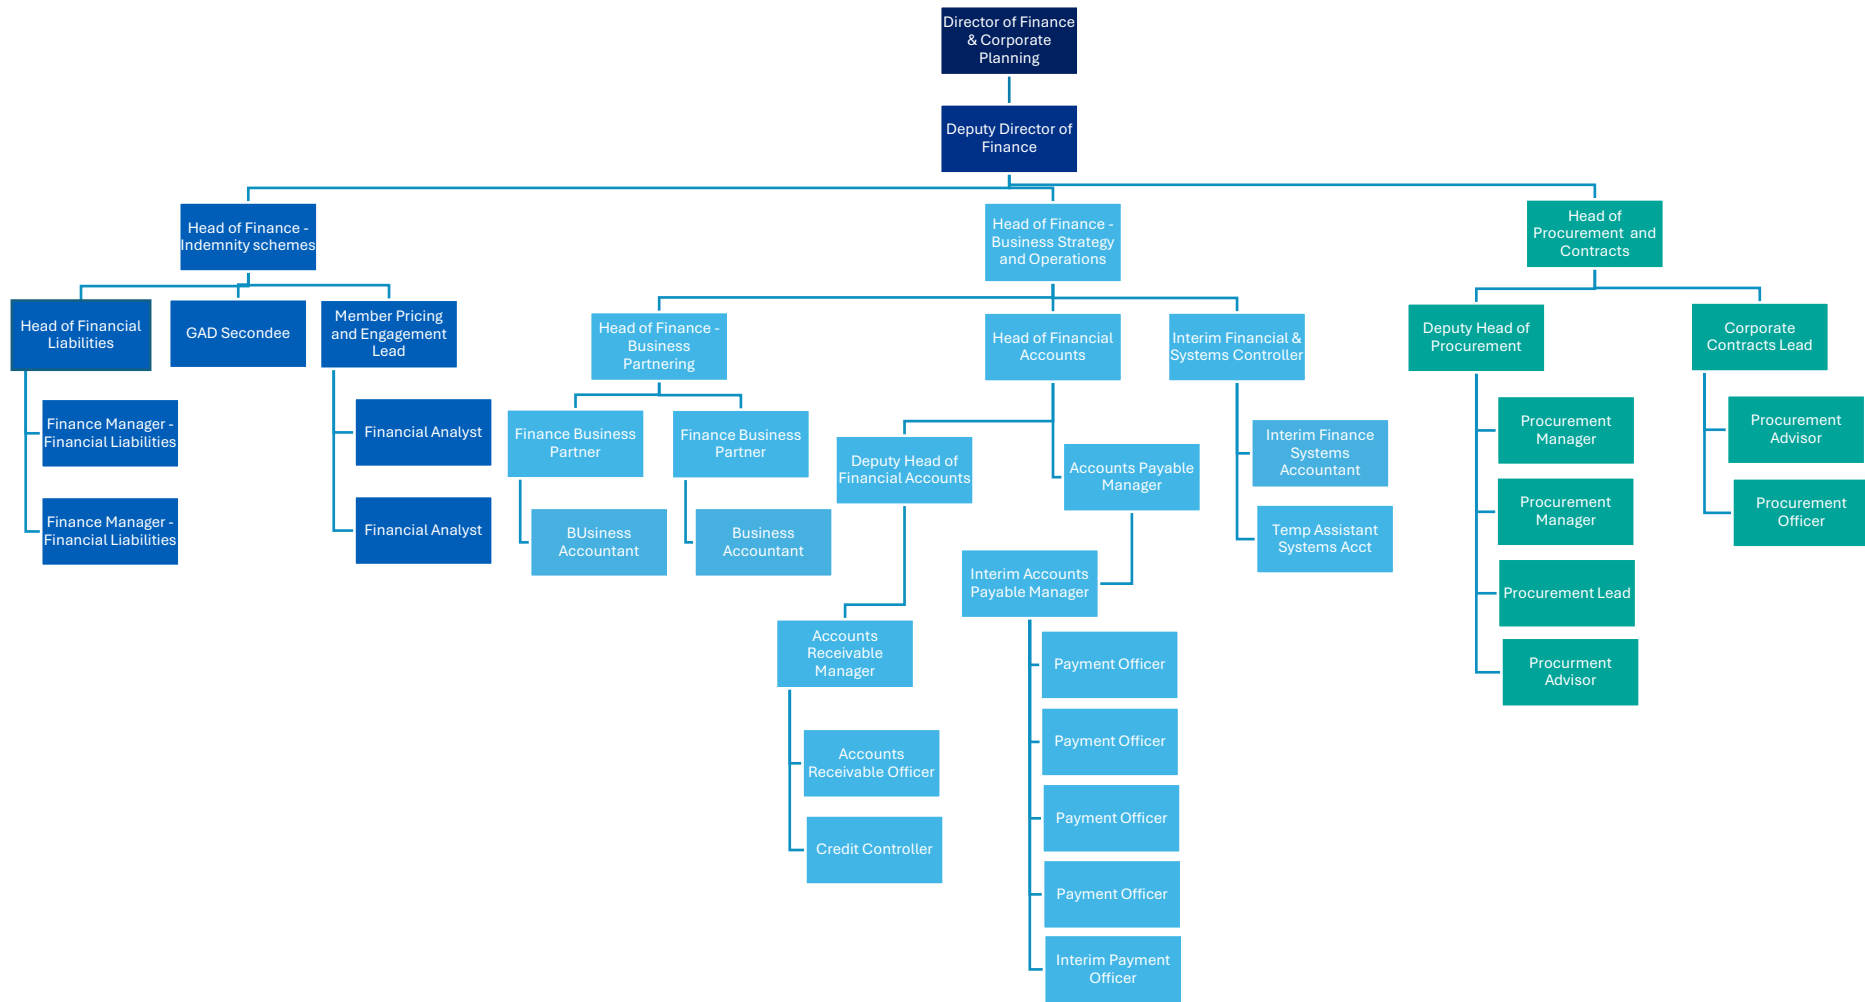 Director of Finance
& Corporate
Planning
Deputy Director of
Finance
Head of Finance -
Indemnity schemes
Head of Finance -
Business Strategy
and Operations
Head of
Procurement and
Contracts
Head of Financial
Liabilities
GAD Secondee
Member Pricing
and Engagement
Lead
Head of Finance -
Business
Partnering
Head of Financial
Accounts
Interim Financial &
Systems Controller
Deputy Head of
Procurement
Corporate
Contracts Lead
Finance Manager -
Financial Liabilities
Financial Analyst
Finance Business
Partner
Finance Business
Partner
Deputy Head of
Financial Accounts
Accounts Payable
Manager
Interim Finance
Systems
Accountant
Procurement
Manager
Procurement
Advisor
Finance Manager -
Financial Liabilities
Financial Analyst
BUsiness
Accountant
Business
Accountant
Temp Assistant
Systems Acct
Procurement
Manager
Procurement
Officer
Interim Accounts
Payable Manager
Procurement Lead
Accounts
Receivable
Manager
Payment Officer
Procurment
Advisor
Accounts
Receivable Officer
Payment Officer
Credit Controller
Payment Officer
Payment Officer
Interim Payment
Officer